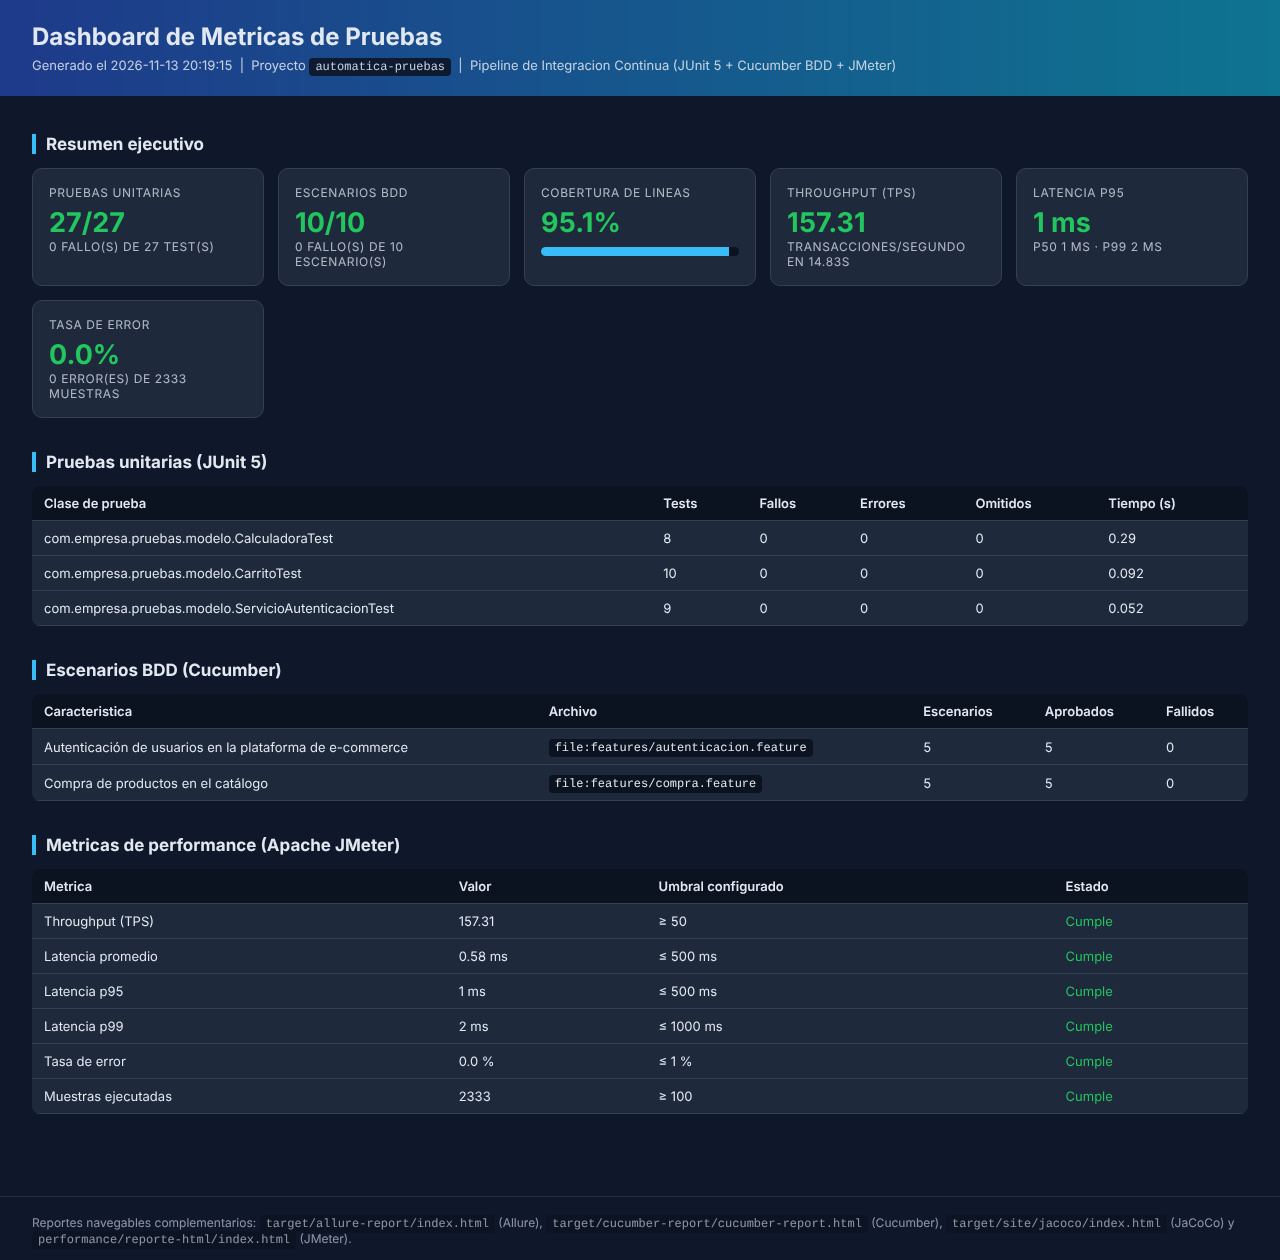 Dashboard de Metricas de Pruebas
Generado el 2026-11-13 20:19:15 | Proyecto automatica-pruebas | Pipeline de Integracion Continua (JUnit 5 + Cucumber BDD + JMeter)
Resumen ejecutivo
PRUEBAS UNITARIAS
27/27
0 FALLO(S) DE 27 TEST(S)
ESCENARIOS BDD
10/10
0 FALLO(S) DE 10
ESCENARIO(S)
COBERTURA DE LINEAS
95.1%
THROUGHPUT (TPS)
157.31
TRANSACCIONES/SEGUNDO
EN 14.83S
LATENCIA P95
1 ms
P50 1 MS · P99 2 MS
TASA DE ERROR
0.0%
0 ERROR(ES) DE 2333
MUESTRAS
Pruebas unitarias (JUnit 5)
Clase de prueba Tests Fallos Errores Omitidos Tiempo (s)
com.empresa.pruebas.modelo.CalculadoraTest 8 0 0 0 0.29
com.empresa.pruebas.modelo.CarritoTest 10 0 0 0 0.092
com.empresa.pruebas.modelo.ServicioAutenticacionTest 9 0 0 0 0.052
Escenarios BDD (Cucumber)
Caracteristica Archivo Escenarios Aprobados Fallidos
Autenticación de usuarios en la plataforma de e-commerce file:features/autenticacion.feature 5 5 0
Compra de productos en el catálogo file:features/compra.feature 5 5 0
Metricas de performance (Apache JMeter)
Metrica Valor Umbral configurado Estado
Throughput (TPS) 157.31 ≥ 50 Cumple
Latencia promedio 0.58 ms ≤ 500 ms Cumple
Latencia p95 1 ms ≤ 500 ms Cumple
Latencia p99 2 ms ≤ 1000 ms Cumple
Tasa de error 0.0 % ≤ 1 % Cumple
Muestras ejecutadas 2333 ≥ 100 Cumple
Reportes navegables complementarios: target/allure-report/index.html (Allure), target/cucumber-report/cucumber-report.html (Cucumber), target/site/jacoco/index.html (JaCoCo) y
performance/reporte-html/index.html (JMeter).